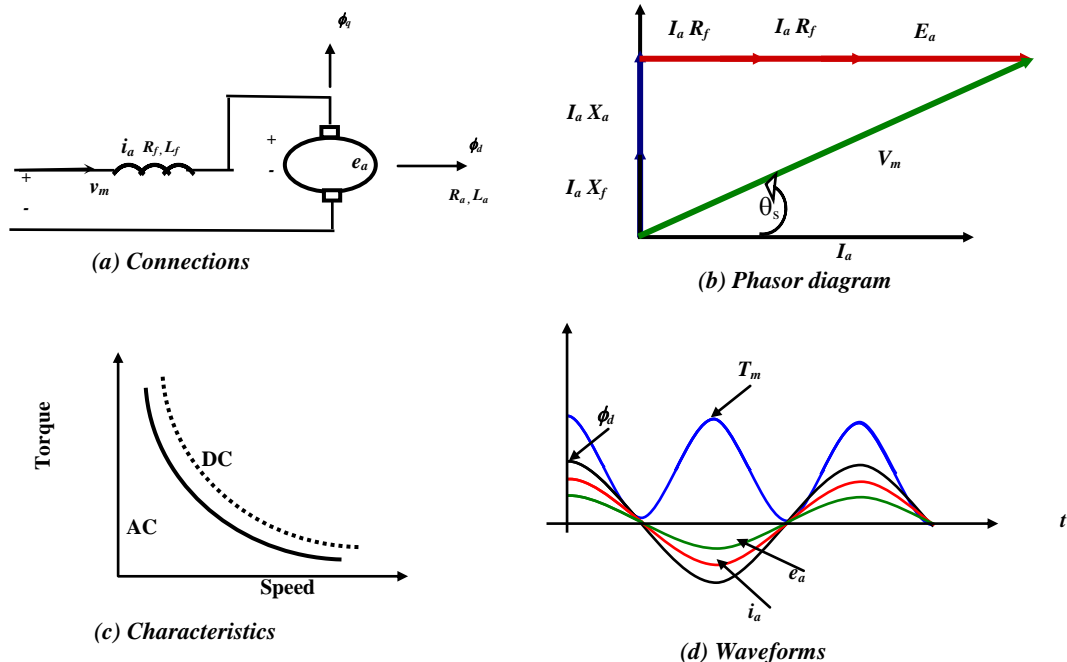 ϕq
+
-
ea
ϕd
Ra, La
ia Rf, Lf
+
vm
-
(a) Connections
Ia Rf Ia Rf Ea
Ia Xa
Vm
Ia Xf
θs
Ia
(b) Phasor diagram
Torque
DC
AC
Speed
(c) Characteristics
Tm
ϕd
t
ea
ia
(d) Waveforms